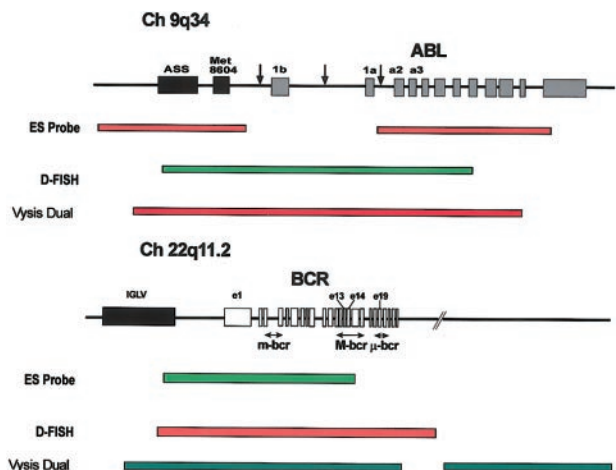 Ch 9q34
ABL
ASS
Met
8604
1b
1a
a2
a3
ES Probe
D-FISH
Vysis Dual
Ch 22q11.2
BCR
IGLV
e1
e13
e14
e19
m-bcr
M-bcr
μ-bcr
ES Probe
D-FISH
Vysis Dual